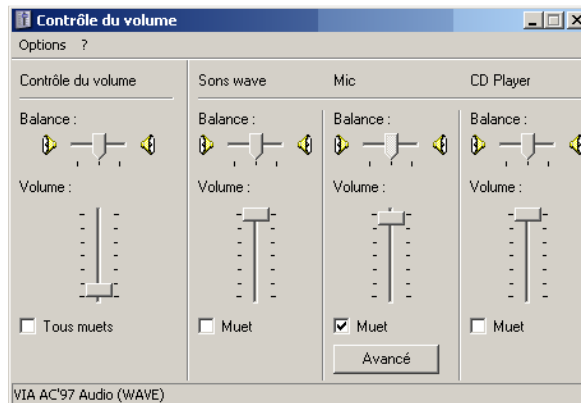 Contrôle du volume
Options ?
Contrôle du volume
Balance :
Volume :
Tous muets
Sons wave
Balance :
Volume :
Muet
Mic
Balance :
Volume :
Muet
Avancé
CD Player
Balance :
Volume :
Muet
VIA AC'97 Audio (WAVE)